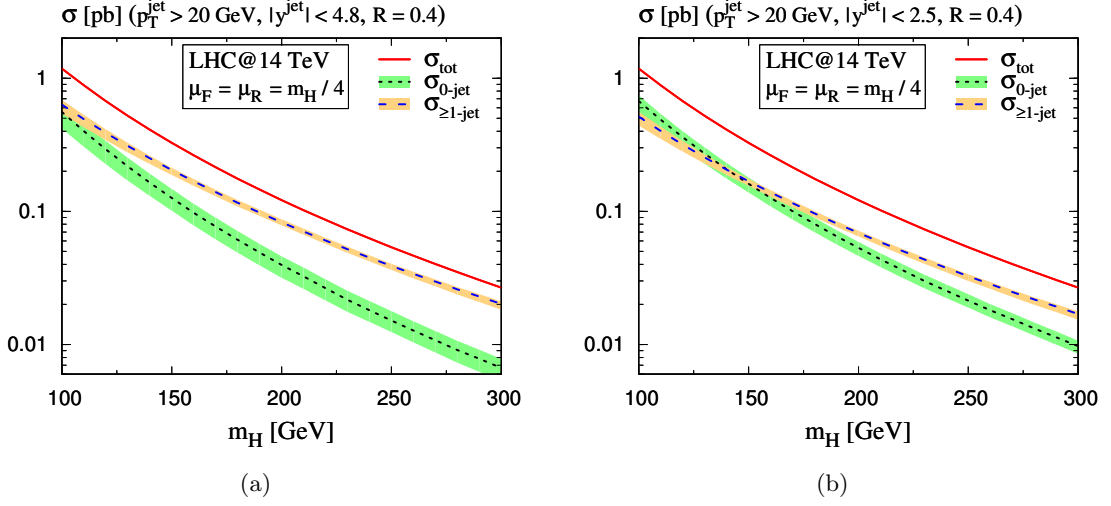 σ [pb] (p_T^jet > 20 GeV, |y^jet| < 4.8, R = 0.4)
LHC@14 TeV
μ_F = μ_R = m_H / 4
σ_tot
σ_0-jet
σ_≥1-jet
1
0.1
0.01
100 150 200 250 300
m_H [GeV]
(a)
σ [pb] (p_T^jet > 20 GeV, |y^jet| < 2.5, R = 0.4)
LHC@14 TeV
μ_F = μ_R = m_H / 4
σ_tot
σ_0-jet
σ_≥1-jet
1
0.1
0.01
100 150 200 250 300
m_H [GeV]
(b)